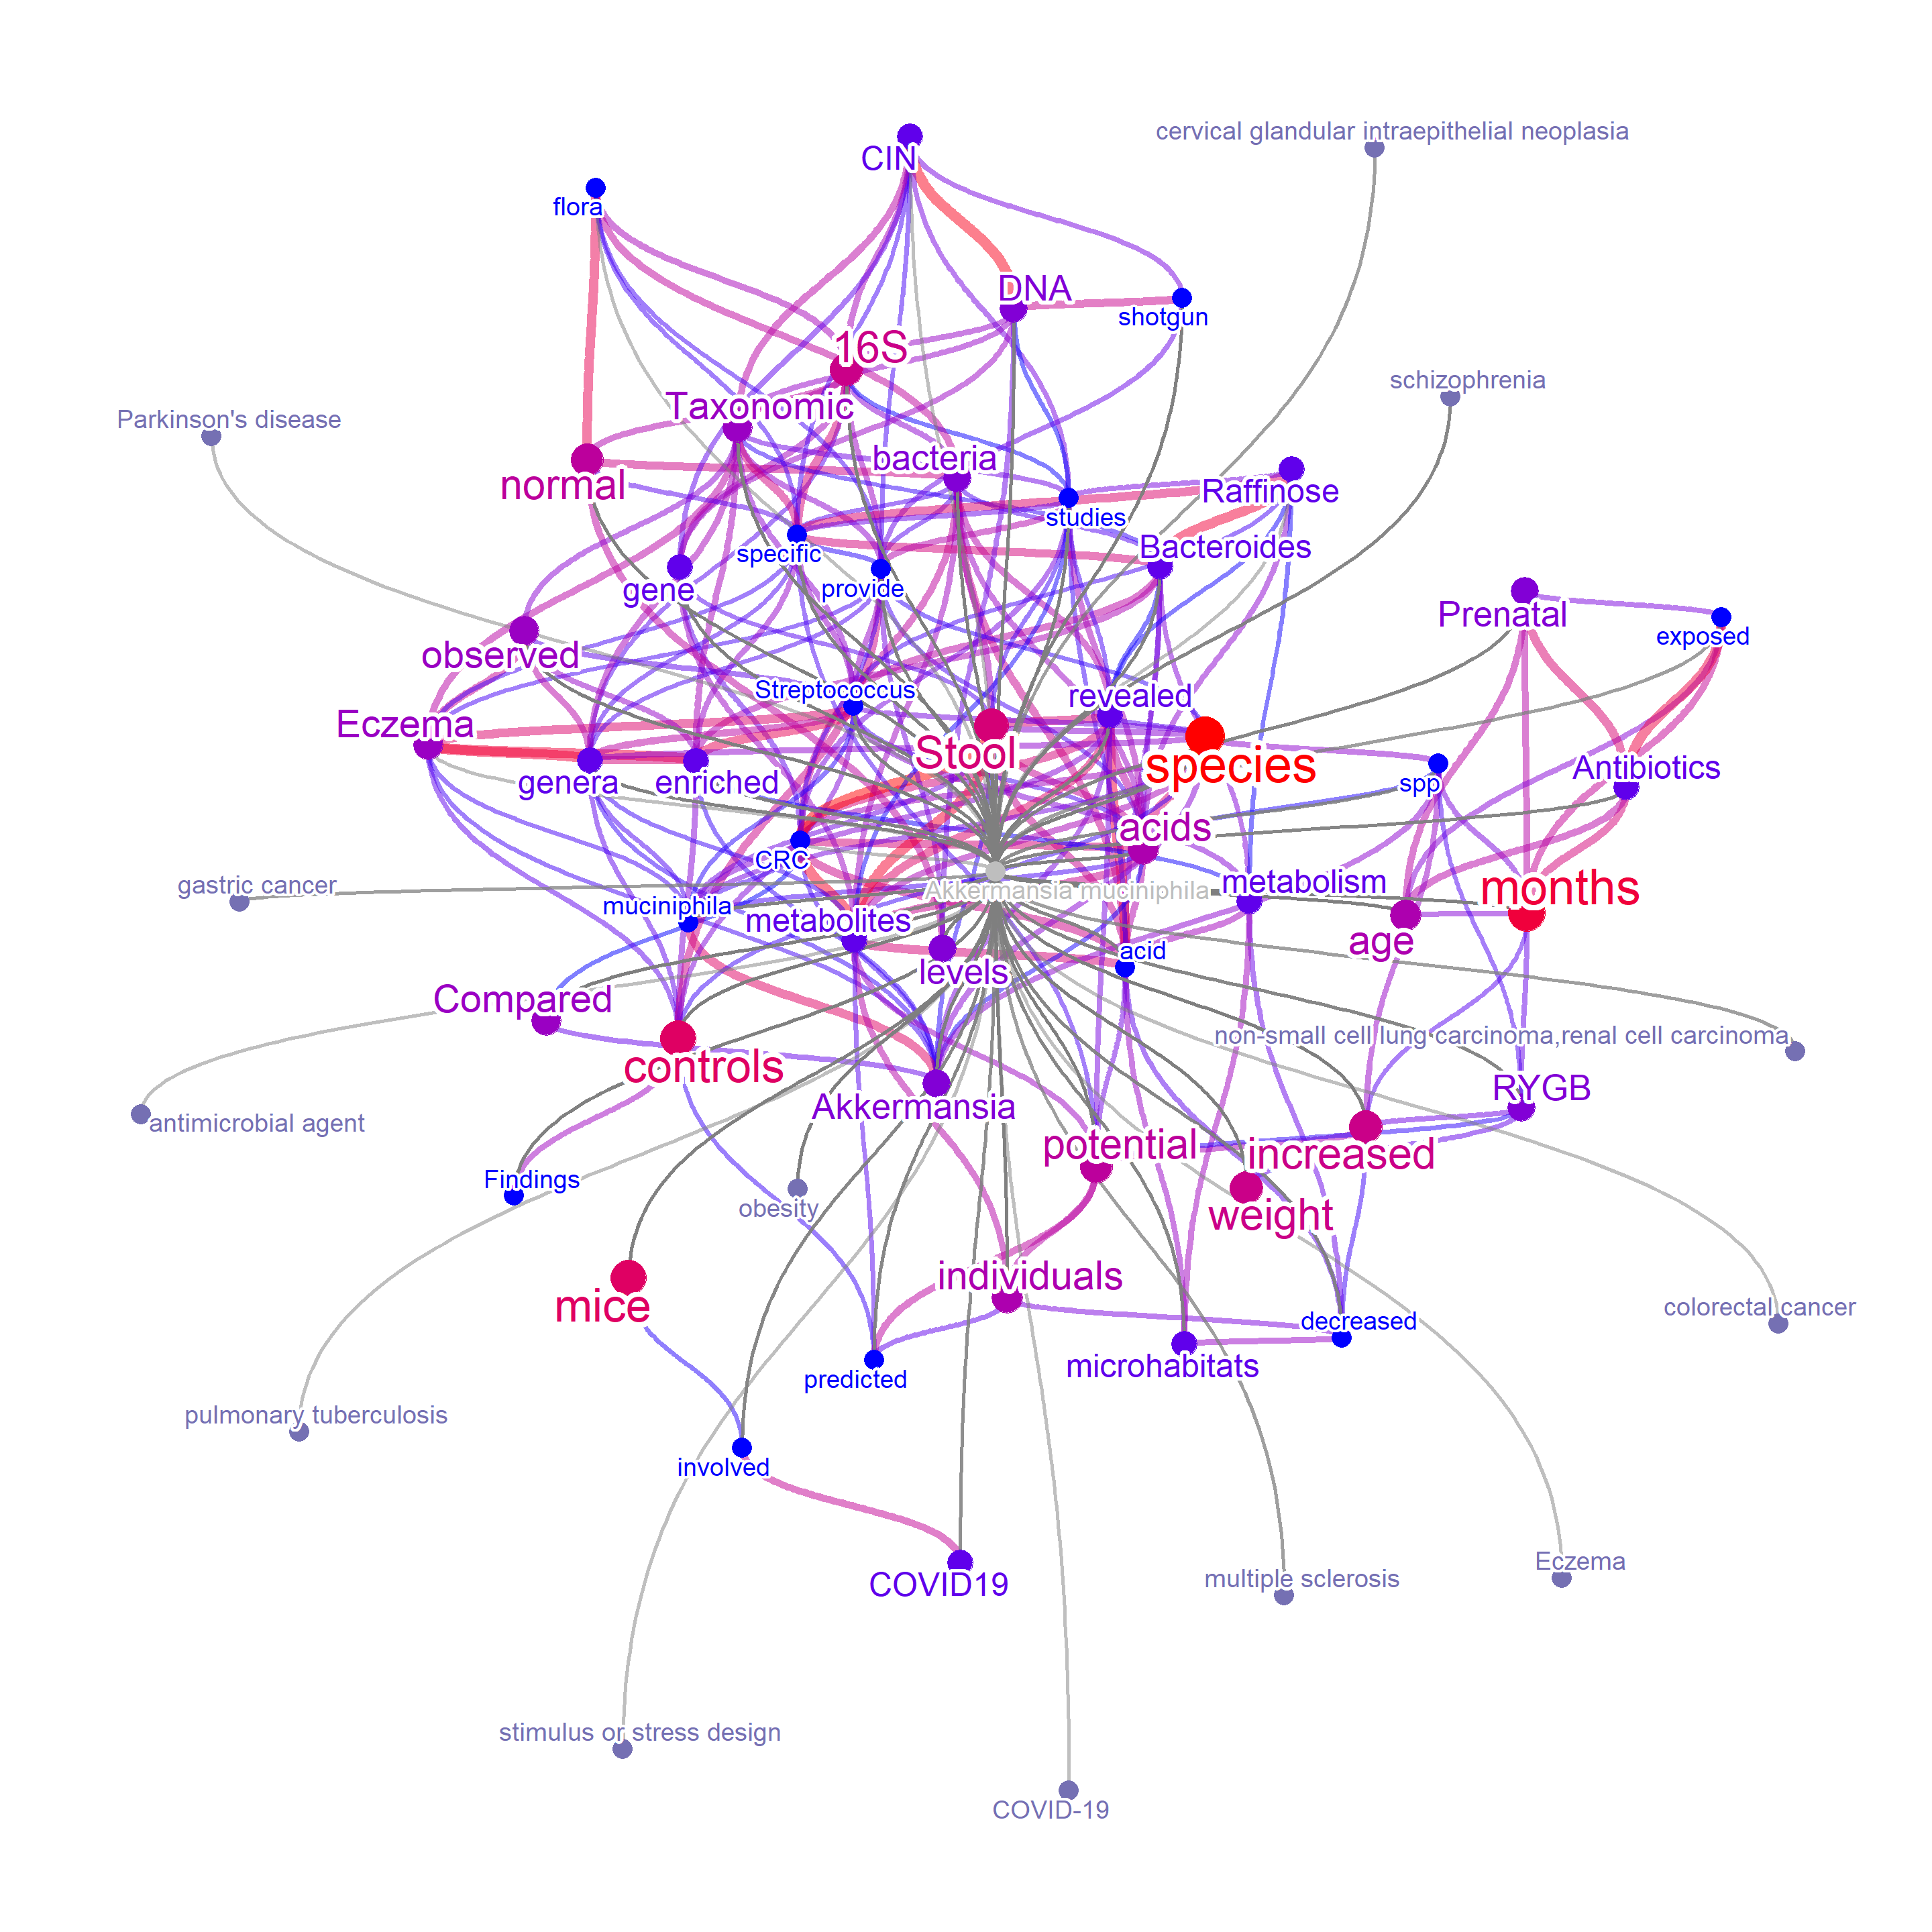 cervical glandular intraepithelial neoplasia
CIN
flora
DNA
shotgun
16S
schizophrenia
Taxonomic
Parkinson's disease
bacteria
normal
Raffinose
studies
Bacteroides
specific
provide
gene
Prenatal
exposed
observed
Streptococcus
revealed
Eczema
Stool
species
Antibiotics
genera
enriched
spp
acids
CRC
metabolism
gastric cancer
Akkermansia muciniphila
months
muciniphila
metabolites
age
acid
levels
Compared
non-small cell lung carcinoma,renal cell carcinoma
controls
RYGB
Akkermansia
antimicrobial agent
potential
increased
Findings
obesity
weight
individuals
mice
colorectal cancer
decreased
microhabitats
predicted
pulmonary tuberculosis
involved
Eczema
multiple sclerosis
COVID19
stimulus or stress design
COVID-19